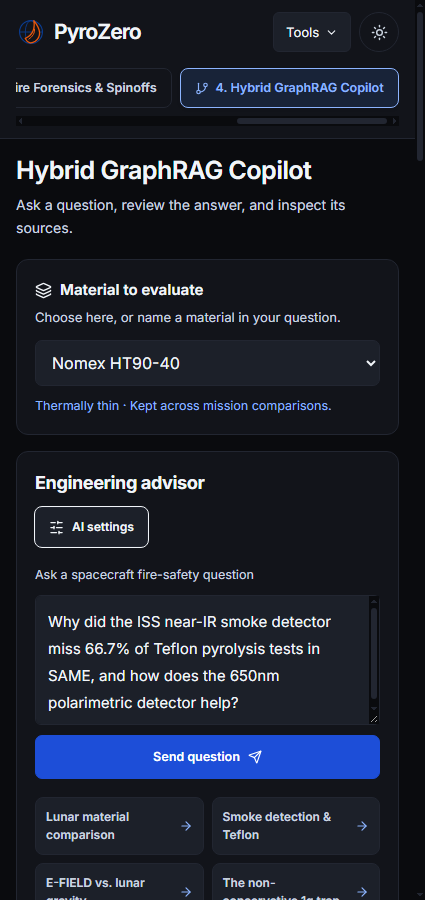 PyroZero
Tools
ire Forensics & Spinoffs
4. Hybrid GraphRAG Copilot
Hybrid GraphRAG Copilot
Ask a question, review the answer, and inspect its
sources.
Material to evaluate
Choose here, or name a material in your question.
Nomex HT90-40
Thermally thin · Kept across mission comparisons.
Engineering advisor
AI settings
Ask a spacecraft fire-safety question
Why did the ISS near-IR smoke detector
miss 66.7% of Teflon pyrolysis tests in
SAME, and how does the 650nm
polarimetric detector help?
Send question
Lunar material
comparison
Smoke detection &
Teflon
E-FIELD vs. lunar
gravity
The non-
conservative 1g trap